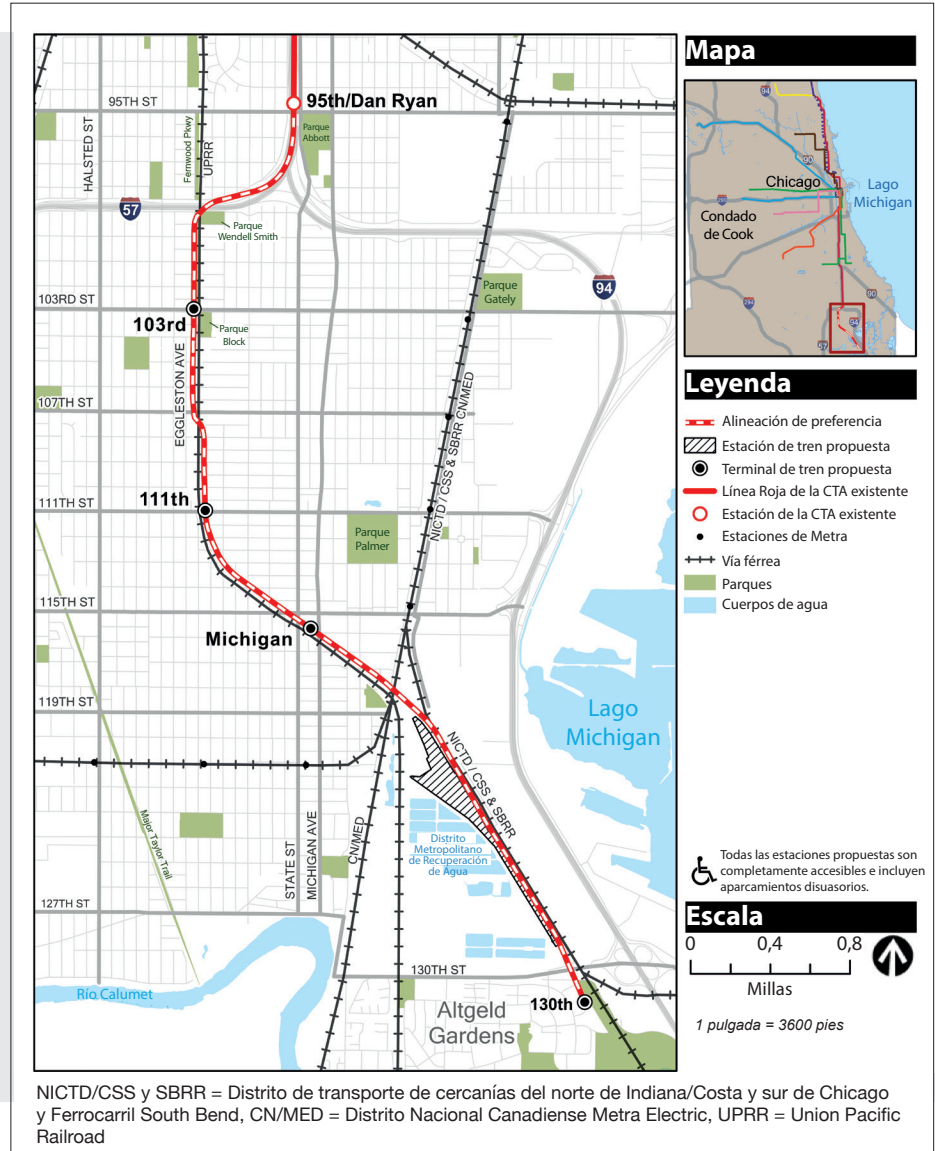 95TH ST
95th/Dan Ryan
HALSTED ST
Fernwood Pkwy
UPRR
Parque
Abbott
57
Parque
Wendell Smith
103RD ST
103rd
Parque
Block
Parque
Gately
94
EGGLESTON AVE
107TH ST
NICTD / CSS & SBRR CN/MED
111TH ST
111th
Parque
Palmer
115TH ST
Michigan
119TH ST
Lago
Michigan
NICTD / CSS & SBRR
Distrito
Metropolitano
de Recuperación
de Agua
Major Taylor Trail
STATE ST
MICHIGAN AVE
CN/MED
127TH ST
130TH ST
Río Calumet
Altgeld
Gardens
130th
Mapa
94
90
Chicago
Lago
Michigan
Condado
de Cook
90
94
57
Leyenda
Alineación de preferencia
Estación de tren propuesta
Terminal de tren propuesta
Línea Roja de la CTA existente
Estación de la CTA existente
Estaciones de Metra
Vía férrea
Parques
Cuerpos de agua
Todas las estaciones propuestas son
completamente accesibles e incluyen
aparcamientos disuasorios.
Escala
0 0,4 0,8
Millas
1 pulgada = 3600 pies
NICTD/CSS y SBRR = Distrito de transporte de cercanías del norte de Indiana/Costa y sur de Chicago
y Ferrocarril South Bend, CN/MED = Distrito Nacional Canadiense Metra Electric, UPRR = Union Pacific
Railroad